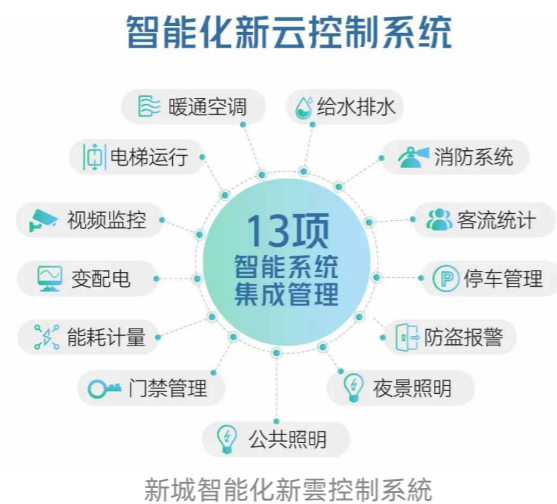 智能化新云控制系统
暖通空调
给水排水
电梯运行
消防系统
视频监控
客流统计
变配电
停车管理
能耗计量
防盗报警
门禁管理
夜景照明
公共照明
13项
智能系统
集成管理
P
新城智能化新雲控制系統